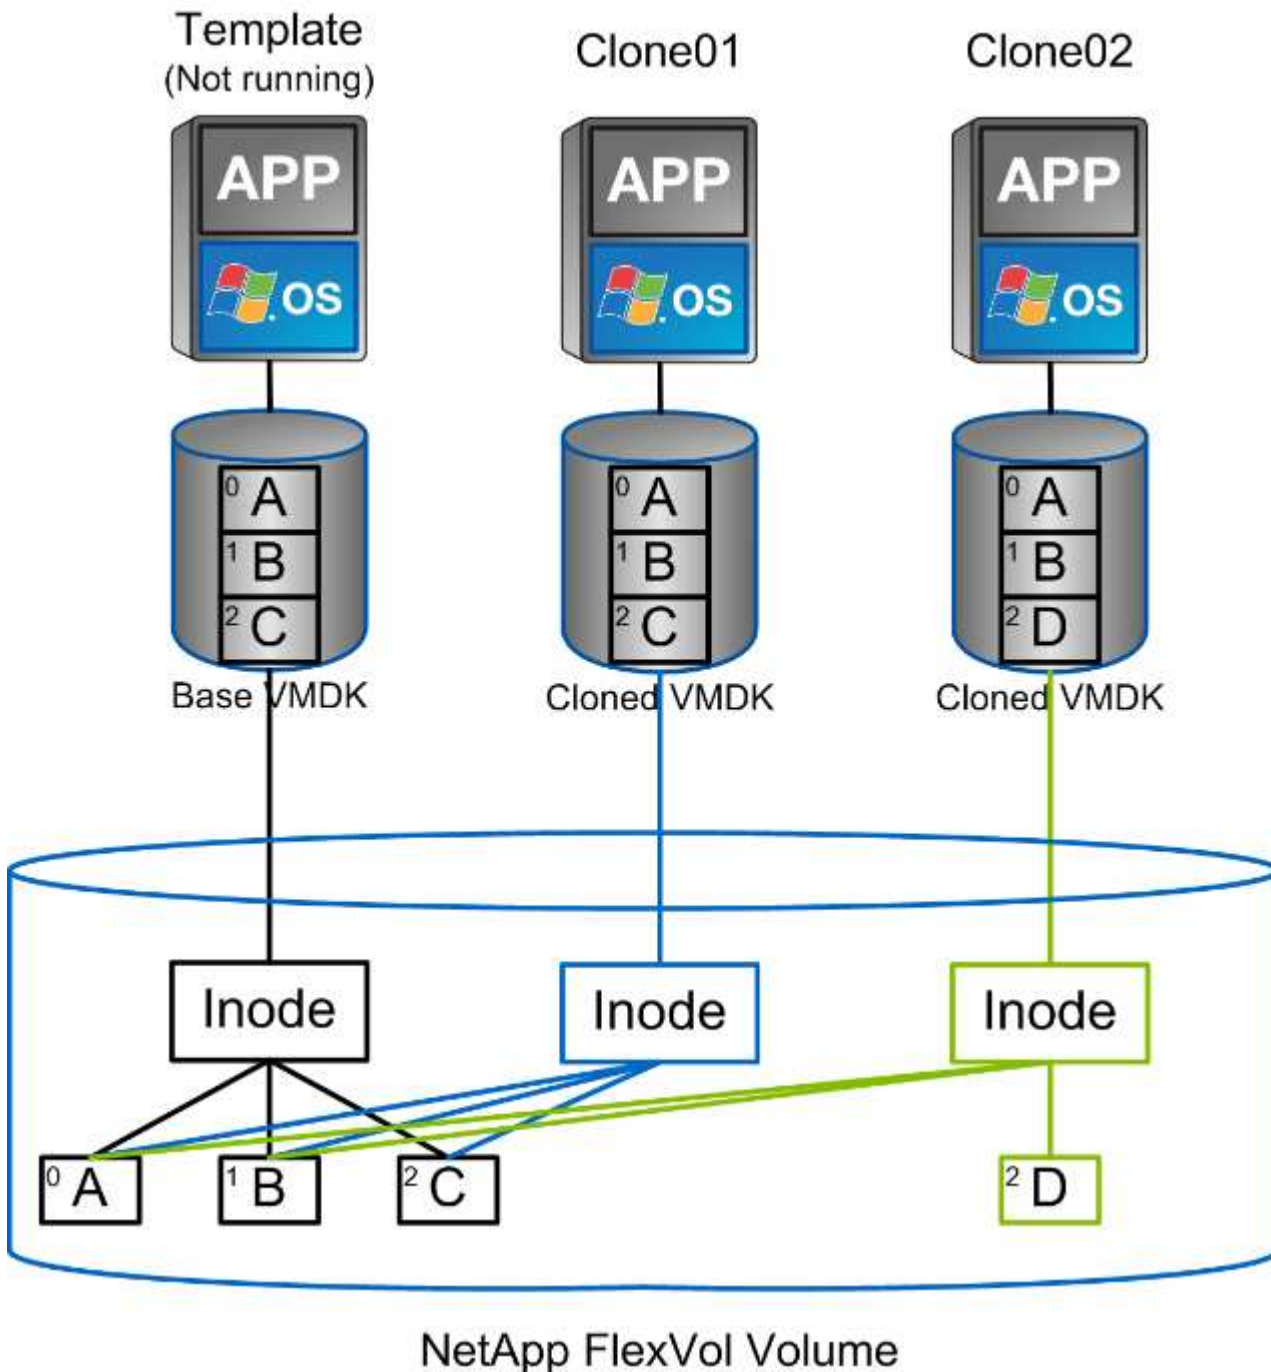 Template
(Not running)
Clone01
Clone02
APP
APP
APP
OS
OS
OS
0 A
1 B
2 C
0 A
1 B
2 C
0 A
1 B
2 D
Base VMDK
Cloned VMDK
Cloned VMDK
Inode
Inode
Inode
0 A
1 B
2 C
2 D
NetApp FlexVol Volume